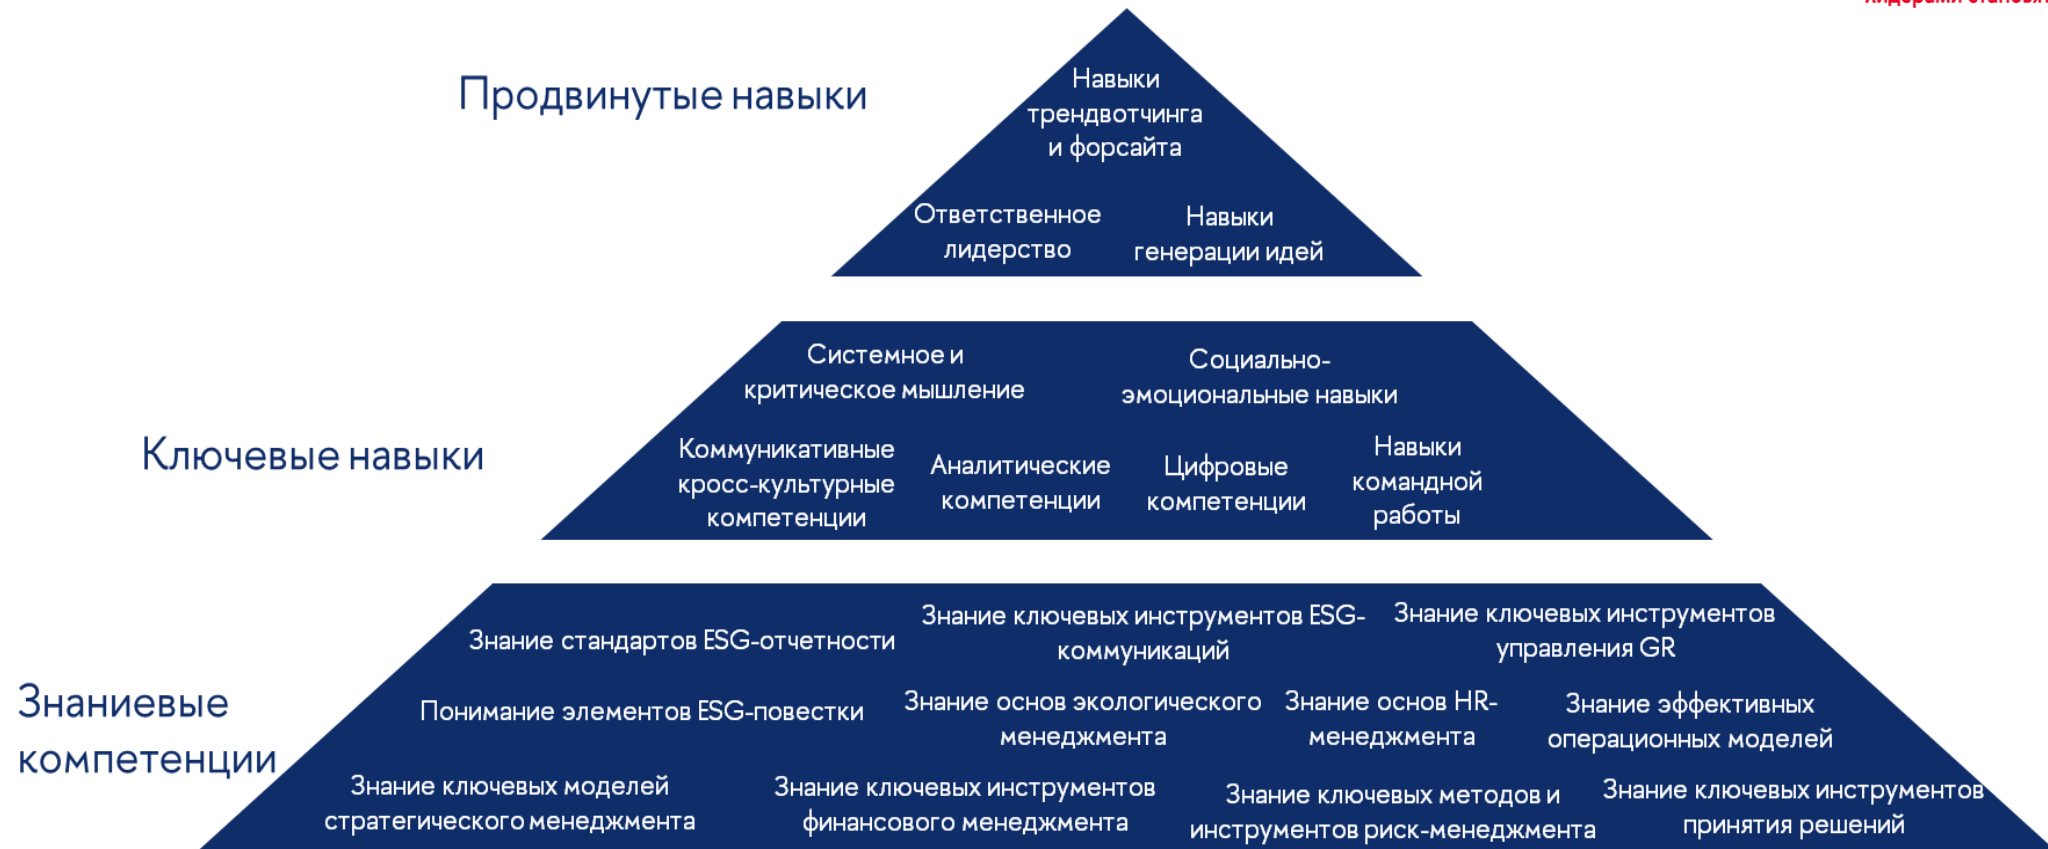 Продвинутые навыки
Навыки
трендвотчинга
и форсайта
Ответственное
лидерство
Навыки
генерации идей
Ключевые навыки
Системное и
критическое мышление
Социально-
эмоциональные навыки
Коммуникативные
кросс-культурные
компетенции
Аналитические
компетенции
Цифровые
компетенции
Навыки
командной
работы
Знаниевые
компетенции
Знание стандартов ESG-отчетности
Знание ключевых инструментов ESG-
коммуникаций
Знание ключевых инструментов
управления GR
Понимание элементов ESG-повестки
Знание основ экологического
менеджмента
Знание основ HR-
менеджмента
Знание эффективных
операционных моделей
Знание ключевых моделей
стратегического менеджмента
Знание ключевых инструментов
финансового менеджмента
Знание ключевых методов и
инструментов риск-менеджмента
Знание ключевых инструментов
принятия решений